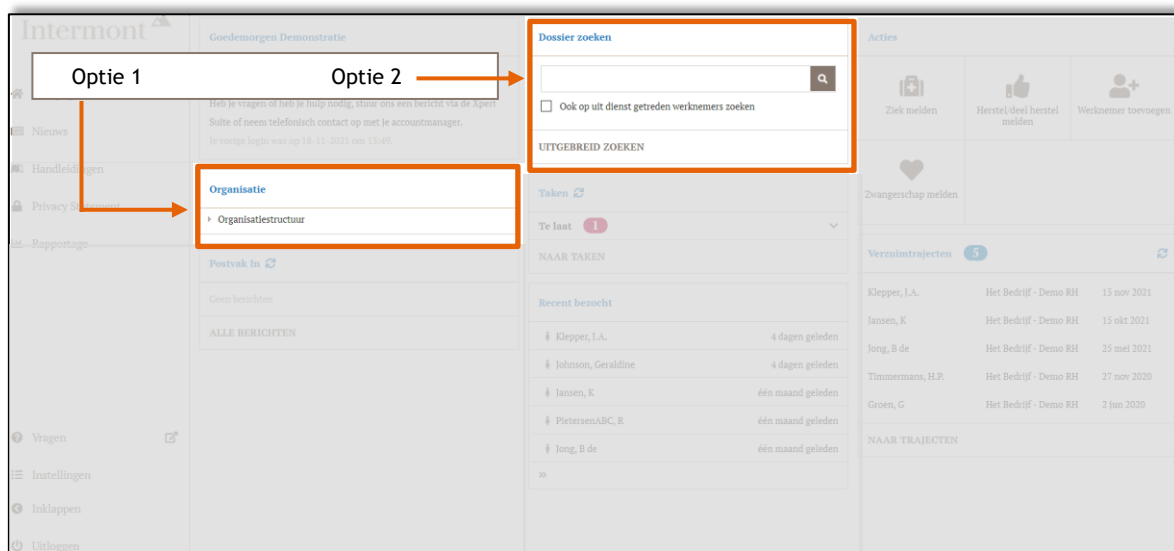 Intermont
Optie 1
Optie 2
Nieuws
Handleidingen
Privacy Statement
Rapportage
Vragen
Instellingen
Inklappen
Uitloggen
Goedemorgen Demonstratie
Heb je vragen of heb je hulp nodig, stuur ons een bericht via de Xpert
Suite of neem telefonisch contact op met je accountmanager.
Je vorige login was op 18-11-2021 om 15:49.
Organisatie
Organisatiestructuur
Postvak In
Geen berichten
ALLE BERICHTEN
Dossier zoeken
Ook op uit dienst getreden werknemers zoeken
UITGEBREID ZOEKEN
Taken
Te laat 1
NAAR TAKEN
Recent bezocht
Klepper, J.A. 4 dagen geleden
Johnson, Geraldine 4 dagen geleden
Jansen, K één maand geleden
PietersenABC, R één maand geleden
Jong, B de één maand geleden
»
Acties
Ziek melden
Herstel/deel herstel
melden
Werknemer toevoegen
Zwangerschap melden
Verzuimtrajecten 5
Klepper, J.A. Het Bedrijf - Demo RH 15 nov 2021
Jansen, K Het Bedrijf - Demo RH 15 okt 2021
Jong, B de Het Bedrijf - Demo RH 25 mei 2021
Timmermans, H.P. Het Bedrijf - Demo RH 27 nov 2020
Groen, G Het Bedrijf - Demo RH 2 jun 2020
NAAR TRAJECTEN